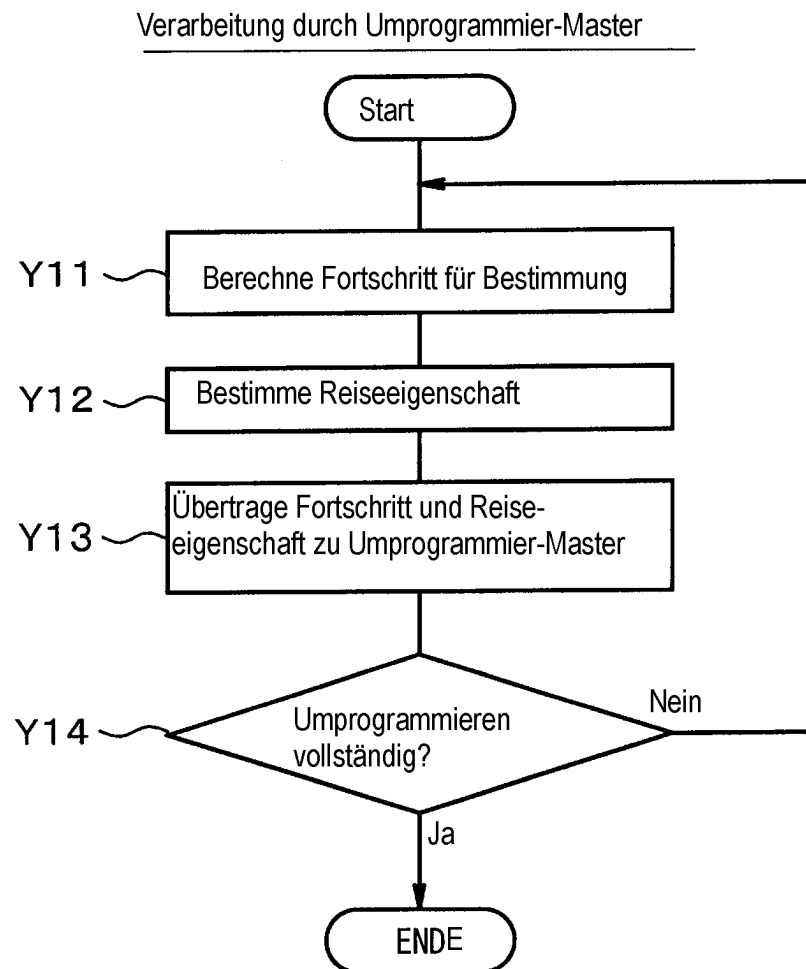 Verarbeitung durch Umprogrammier-Master
Start
Y11
Berechne Fortschritt für Bestimmung
Y12
Bestimme Reiseeigenschaft
Y13
Übertrage Fortschritt und Reise-
eigenschaft zu Umprogrammier-Master
Y14
Umprogrammieren
vollständig?
Nein
Ja
ENDE